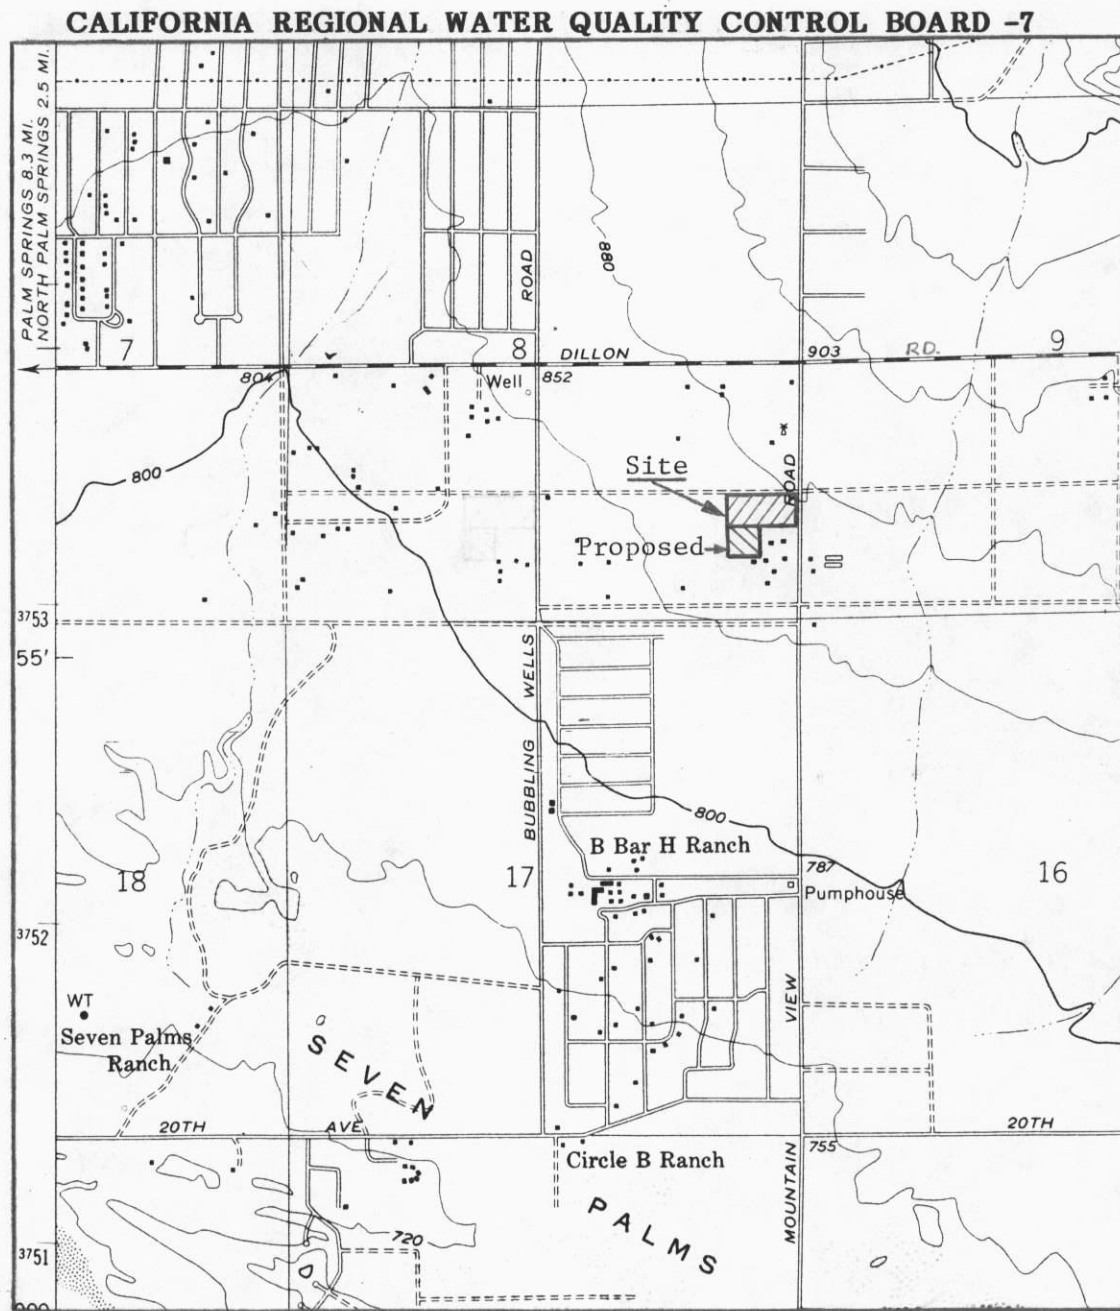 CALIFORNIA REGIONAL WATER QUALITY CONTROL BOARD -7
PALM SPRINGS 8.3 MI.
NORTH PALM SPRINGS 2.5 MI.
ROAD
880
7
8
DILLON
903
RD.
9
804
Well
852
800
Site
ROAD
Proposed
3753
55'
WELLS
BUBBLING
800
B Bar H Ranch
787
18
17
16
Pumphouse
3752
WT
Seven Palms
Ranch
VIEW
SEVEN
20TH
AVE
20TH
755
Circle B Ranch
MOUNTAIN
PALMS
3751
720